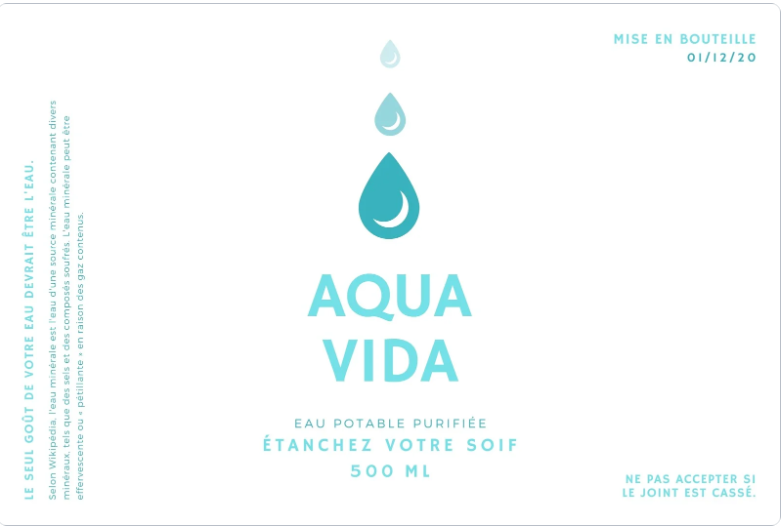 MISE EN BOUTEILLE
01/12/20
LE SEUL GOÛT DE VOTRE EAU DEVRAIT ÊTRE L'EAU.
Selon Wikipédia, l'eau minérale est l'eau d'une source minérale contenant divers
minéraux, tels que des sels et des composés soufrés. L'eau minérale peut être
effervescente ou « pétillante » en raison des gaz contenus.
AQUA
VIDA
EAU POTABLE PURIFIÉE
ÉTANCHEZ VOTRE SOIF
500 ML
NE PAS ACCEPTER SI
LE JOINT EST CASSÉ.